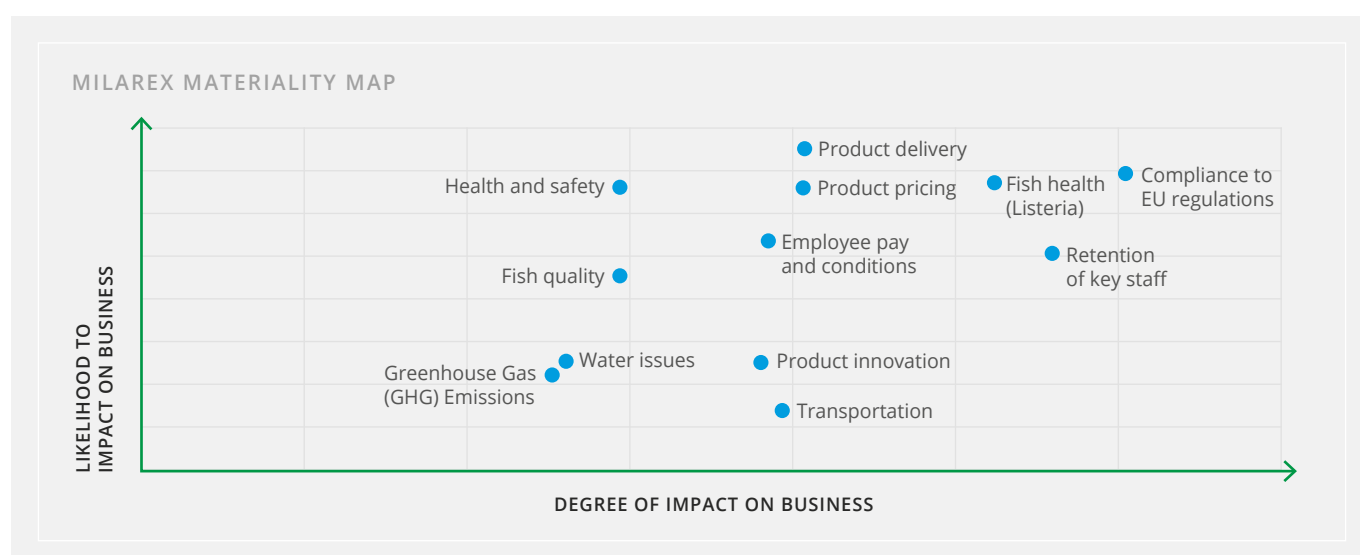 MILAREX MATERIALITY MAP
Product delivery
Health and safety
Product pricing
Fish health
(Listeria)
Compliance to
EU regulations
Employee pay
and conditions
Retention
of key staff
Fish quality
Water issues
Greenhouse Gas
(GHG) Emissions
Product innovation
Transportation
LIKELIHOOD TO
IMPACT ON BUSINESS
DEGREE OF IMPACT ON BUSINESS